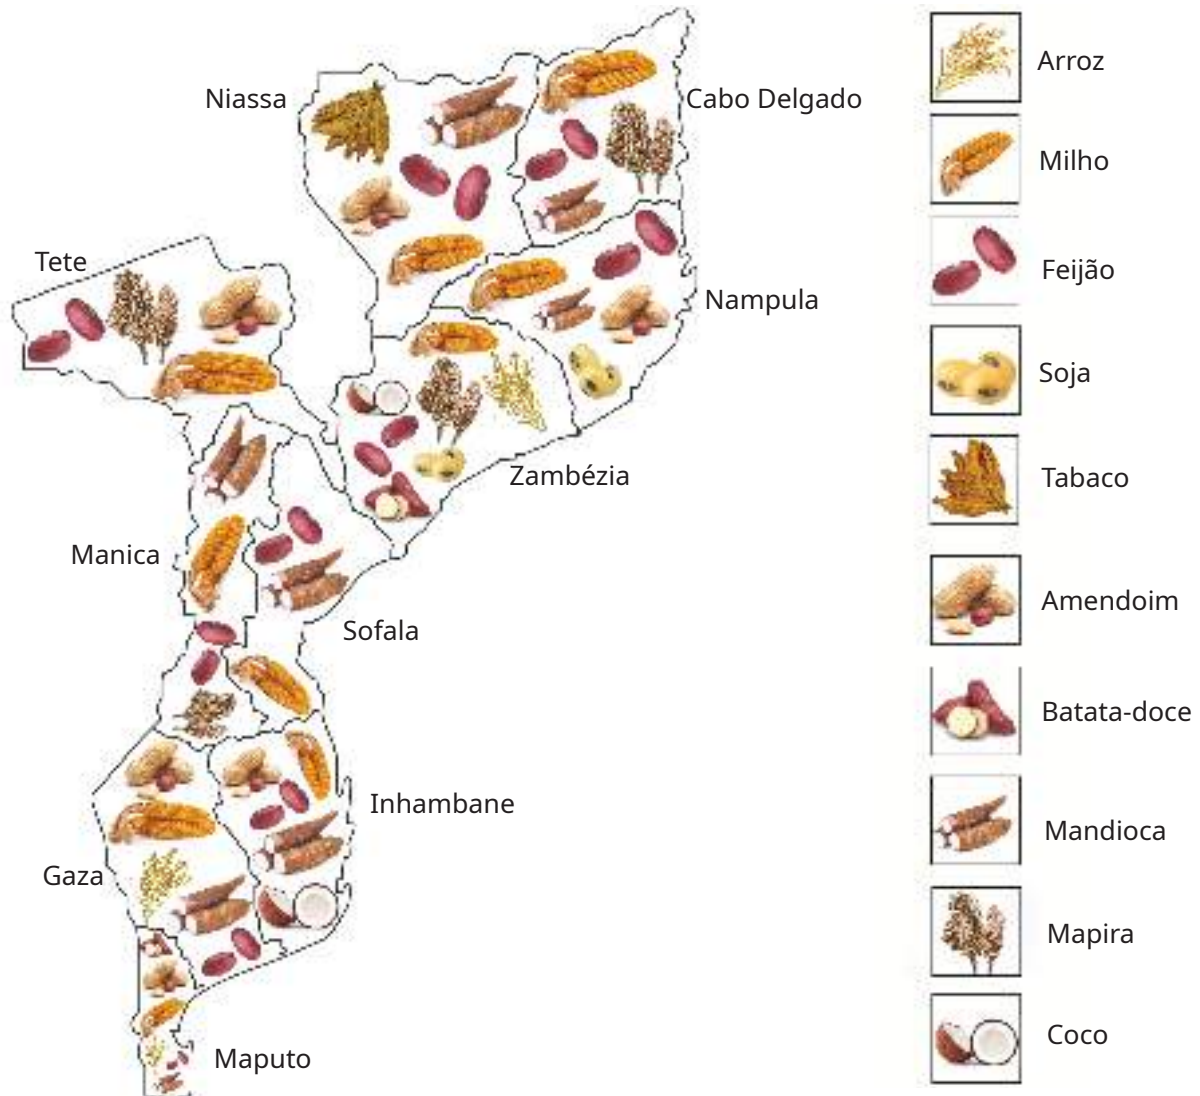 Niassa
Cabo Delgado
Tete
Nampula
Zambézia
Manica
Sofala
Inhambane
Gaza
Maputo
Arroz
Milho
Feijão
Soja
Tabaco
Amendoim
Batata-doce
Mandioca
Mapira
Coco